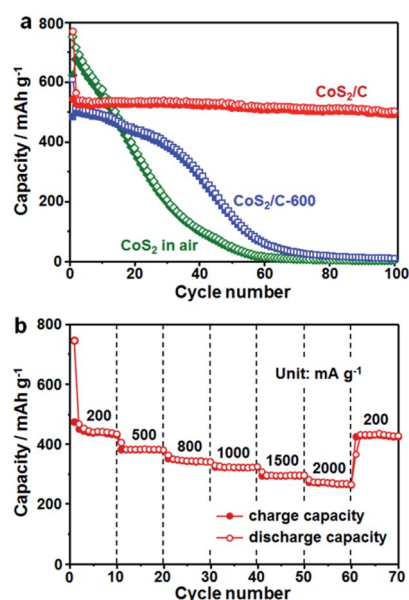 a
800
600
400
200
0
Capacity / mAh g⁻¹
CoS₂/C
CoS₂/C-600
CoS₂ in air
0 20 40 60 80 100
Cycle number
b
800
600
400
200
0
Capacity / mAh g⁻¹
Unit: mA g⁻¹
200 500 800 1000 1500 2000 200
charge capacity
discharge capacity
0 10 20 30 40 50 60 70
Cycle number